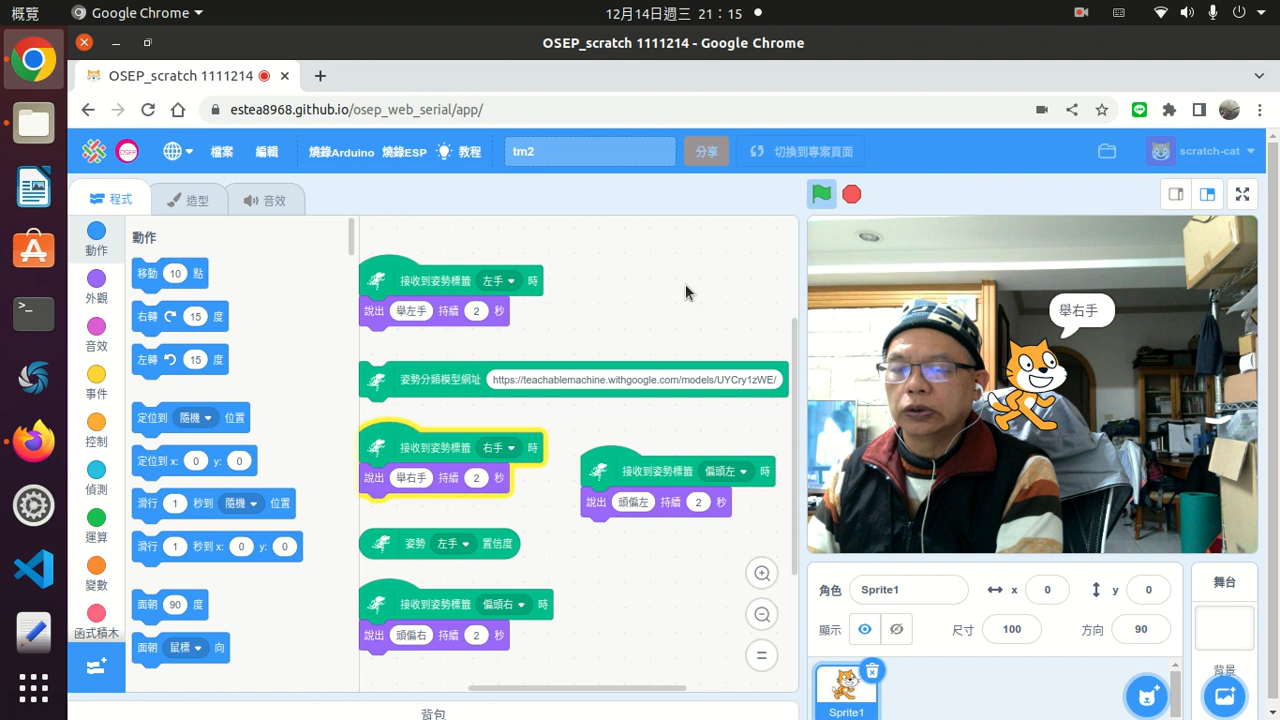 概覽
Google Chrome
12月14日週三 21：15
OSEP_scratch 1111214 - Google Chrome
OSEP_scratch 1111214
estea8968.github.io/osep_web_serial/app/
OSEP
檔案
編輯
燒錄Arduino
燒錄ESP
教程
tm2
分享
切換到專案頁面
scratch-cat
程式
造型
音效
動作
外觀
音效
事件
控制
偵測
運算
變數
函式積木
動作
移動 10 點
右轉 15 度
左轉 15 度
定位到 隨機 位置
定位到 x: 0 y: 0
滑行 1 秒到 隨機 位置
滑行 1 秒到 x: 0 y: 0
面朝 90 度
面朝 鼠標 向
接收到姿勢標籤 左手 時
說出 舉左手 持續 2 秒
姿勢分類模型網址 https://teachablemachine.withgoogle.com/models/UYCry1zWE/
接收到姿勢標籤 右手 時
說出 舉右手 持續 2 秒
接收到姿勢標籤 偏頭左 時
說出 頭偏左 持續 2 秒
姿勢 左手 置信度
接收到姿勢標籤 偏頭右 時
說出 頭偏右 持續 2 秒
背包
舉右手
角色 Sprite1 x 0 y 0
顯示 尺寸 100 方向 90
Sprite1
舞台
背景